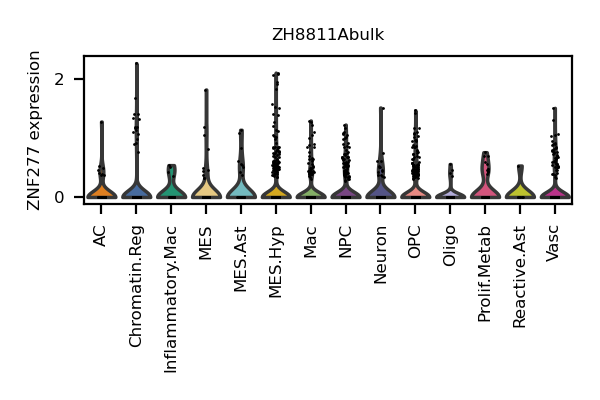 ZH8811Abulk
ZNF277 expression
2
0
AC
Chromatin.Reg
Inflammatory.Mac
MES
MES.Ast
MES.Hyp
Mac
NPC
Neuron
OPC
Oligo
Prolif.Metab
Reactive.Ast
Vasc